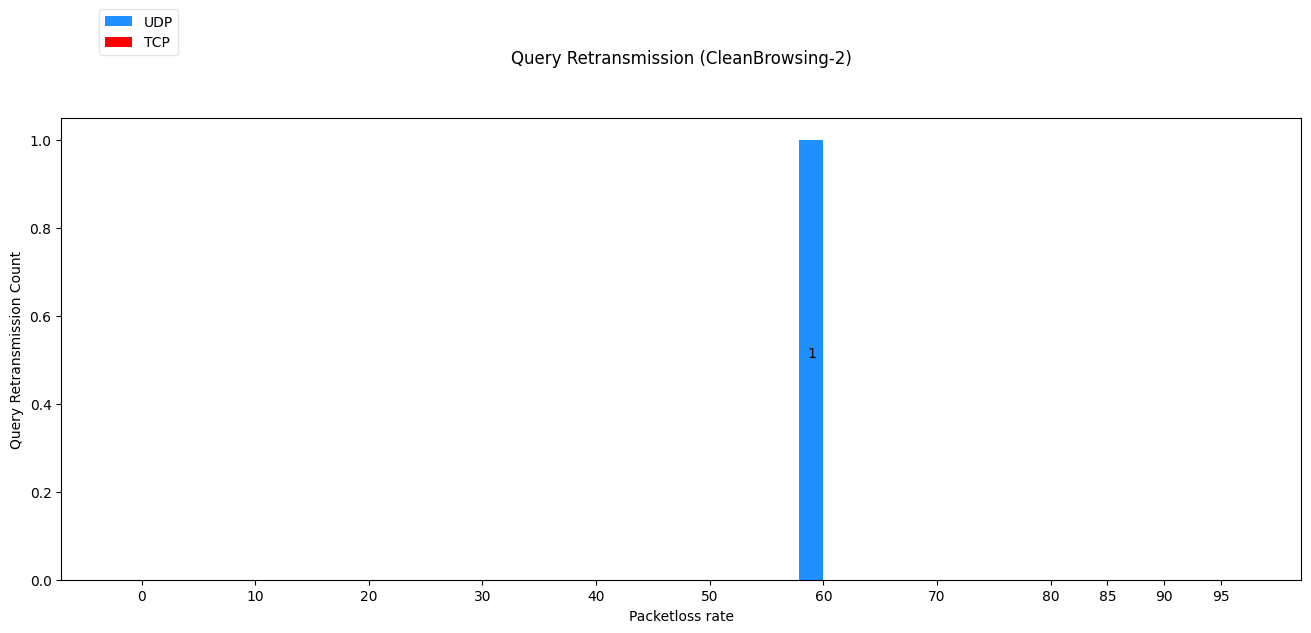 UDP
TCP
Query Retransmission (CleanBrowsing-2)
Query Retransmission Count
1.0
0.8
0.6
0.4
0.2
0.0
1
0 10 20 30 40 50 60 70 80 85 90 95
Packetloss rate